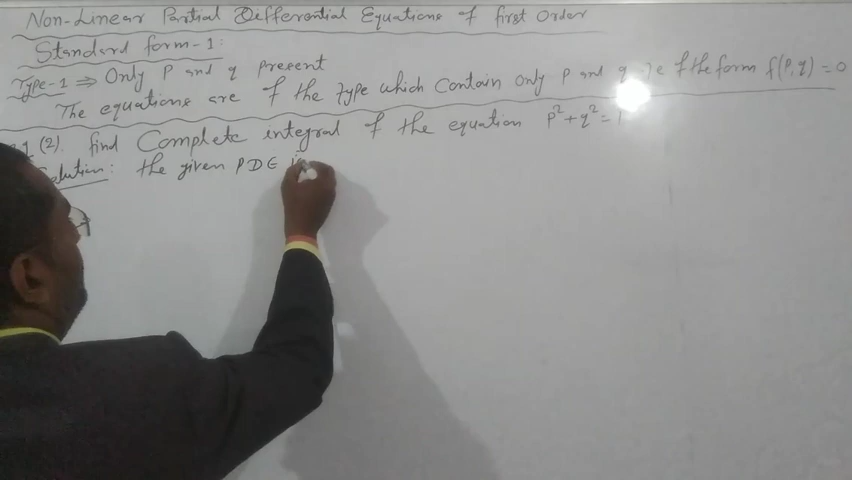 Non-Linear Partial Differential Equations of first Order
Standard form-1:
Type-1 ⇒ Only P and q present
The equations are of the type which contain only p and q i.e of the form f(p,q) = 0
(2). find Complete integral of the equation p² + q² = 1
Solution: the given PDE is